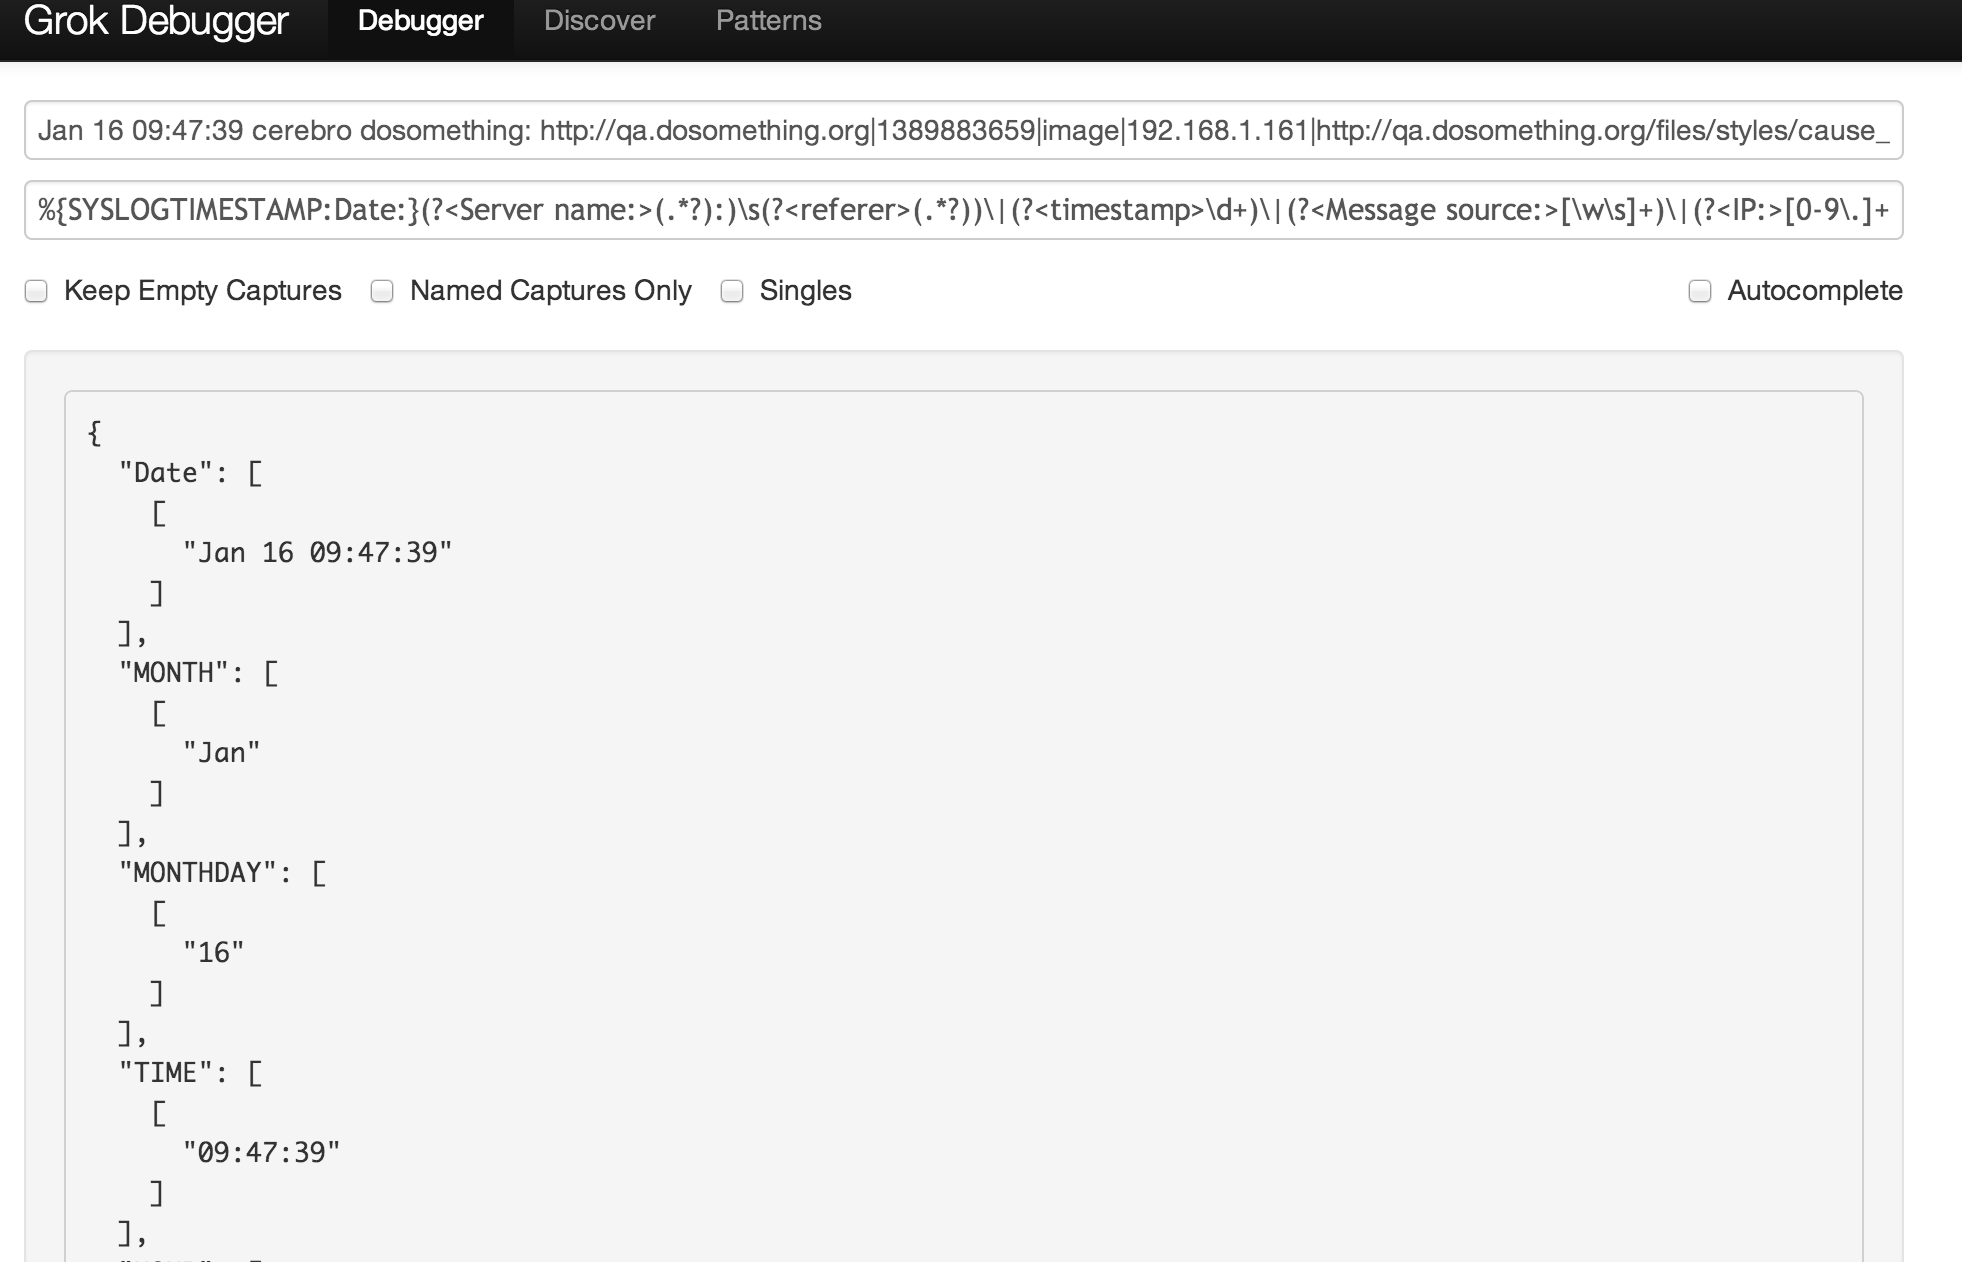 Grok Debugger Debugger Discover Patterns
Jan 16 09:47:39 cerebro dosomething: http://qa.dosomething.org|1389883659|image|192.168.1.161|http://qa.dosomething.org/files/styles/cause_
%{SYSLOGTIMESTAMP:Date:}(?<Server name:>(.*?):)\s(?<referer>(.*?))\|(?<timestamp>\d+)\|(?<Message source:>[\w\s]+)\|(?<IP:>[0-9\.]+
Keep Empty Captures Named Captures Only Singles Autocomplete
{
"Date": [
[
"Jan 16 09:47:39"
]
],
"MONTH": [
[
"Jan"
]
],
"MONTHDAY": [
[
"16"
]
],
"TIME": [
[
"09:47:39"
]
],